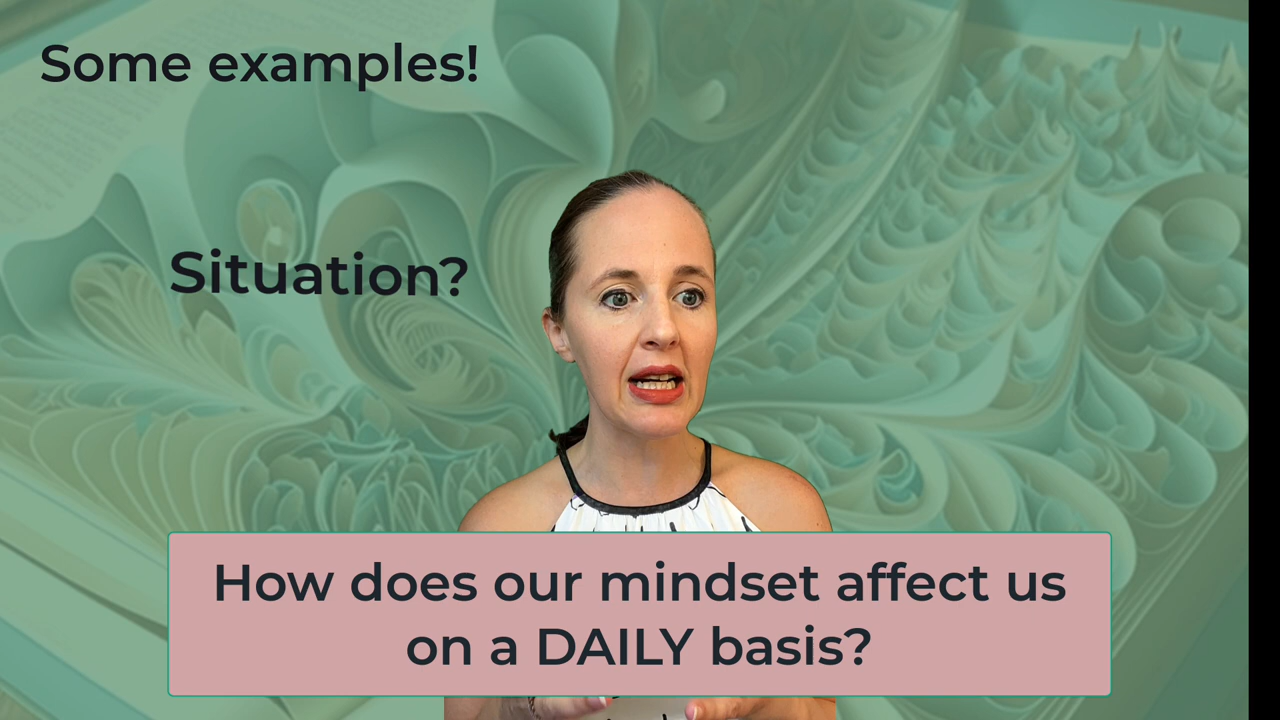 Some examples!
Situation?
How does our mindset affect us
on a DAILY basis?